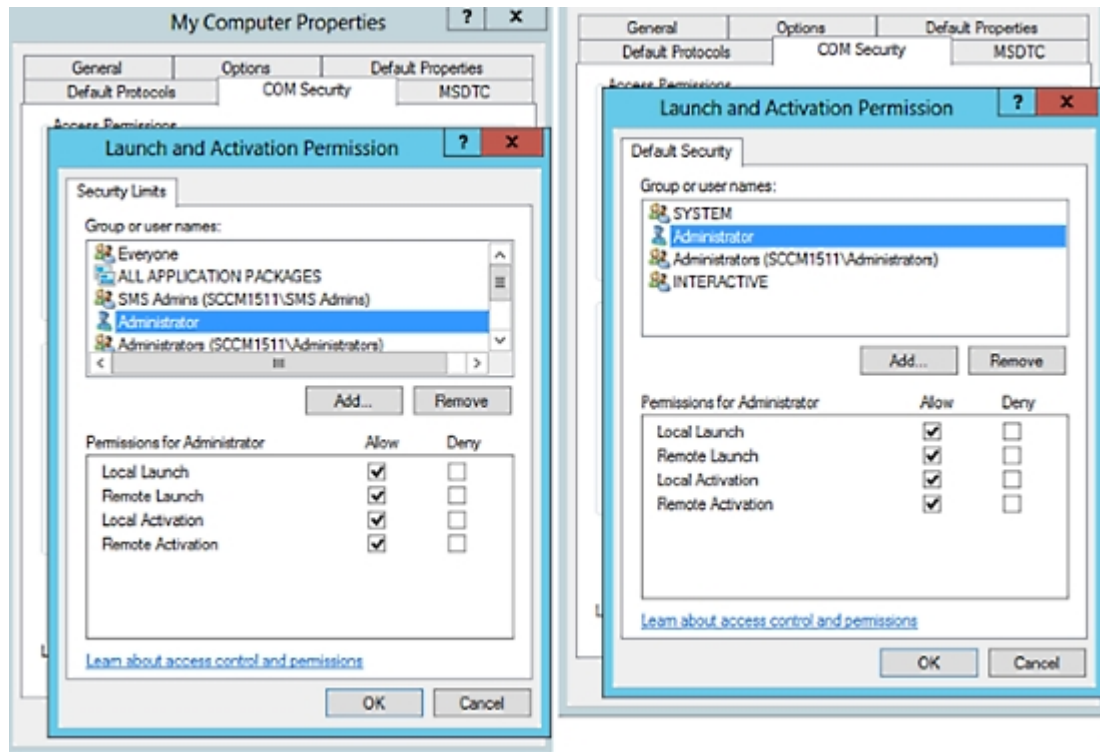 My Computer Properties
?
x
General
Options
Default Properties
Default Protocols
COM Security
MSDTC
Access Permissions
Launch and Activation Permission
?
x
Security Limits
Group or user names:
Everyone
ALL APPLICATION PACKAGES
SMS Admins (SCCM1511\SMS Admins)
Administrator
Administrators (SCCM1511\Administrators)
Add...
Remove
Permissions for Administrator
Allow
Deny
Local Launch
Remote Launch
Local Activation
Remote Activation
Learn about access control and permissions
OK
Cancel
General
Options
Default Properties
Default Protocols
COM Security
MSDTC
Access Permissions
Launch and Activation Permission
?
x
Default Security
Group or user names:
SYSTEM
Administrator
Administrators (SCCM1511\Administrators)
INTERACTIVE
Add...
Remove
Permissions for Administrator
Allow
Deny
Local Launch
Remote Launch
Local Activation
Remote Activation
Learn about access control and permissions
OK
Cancel